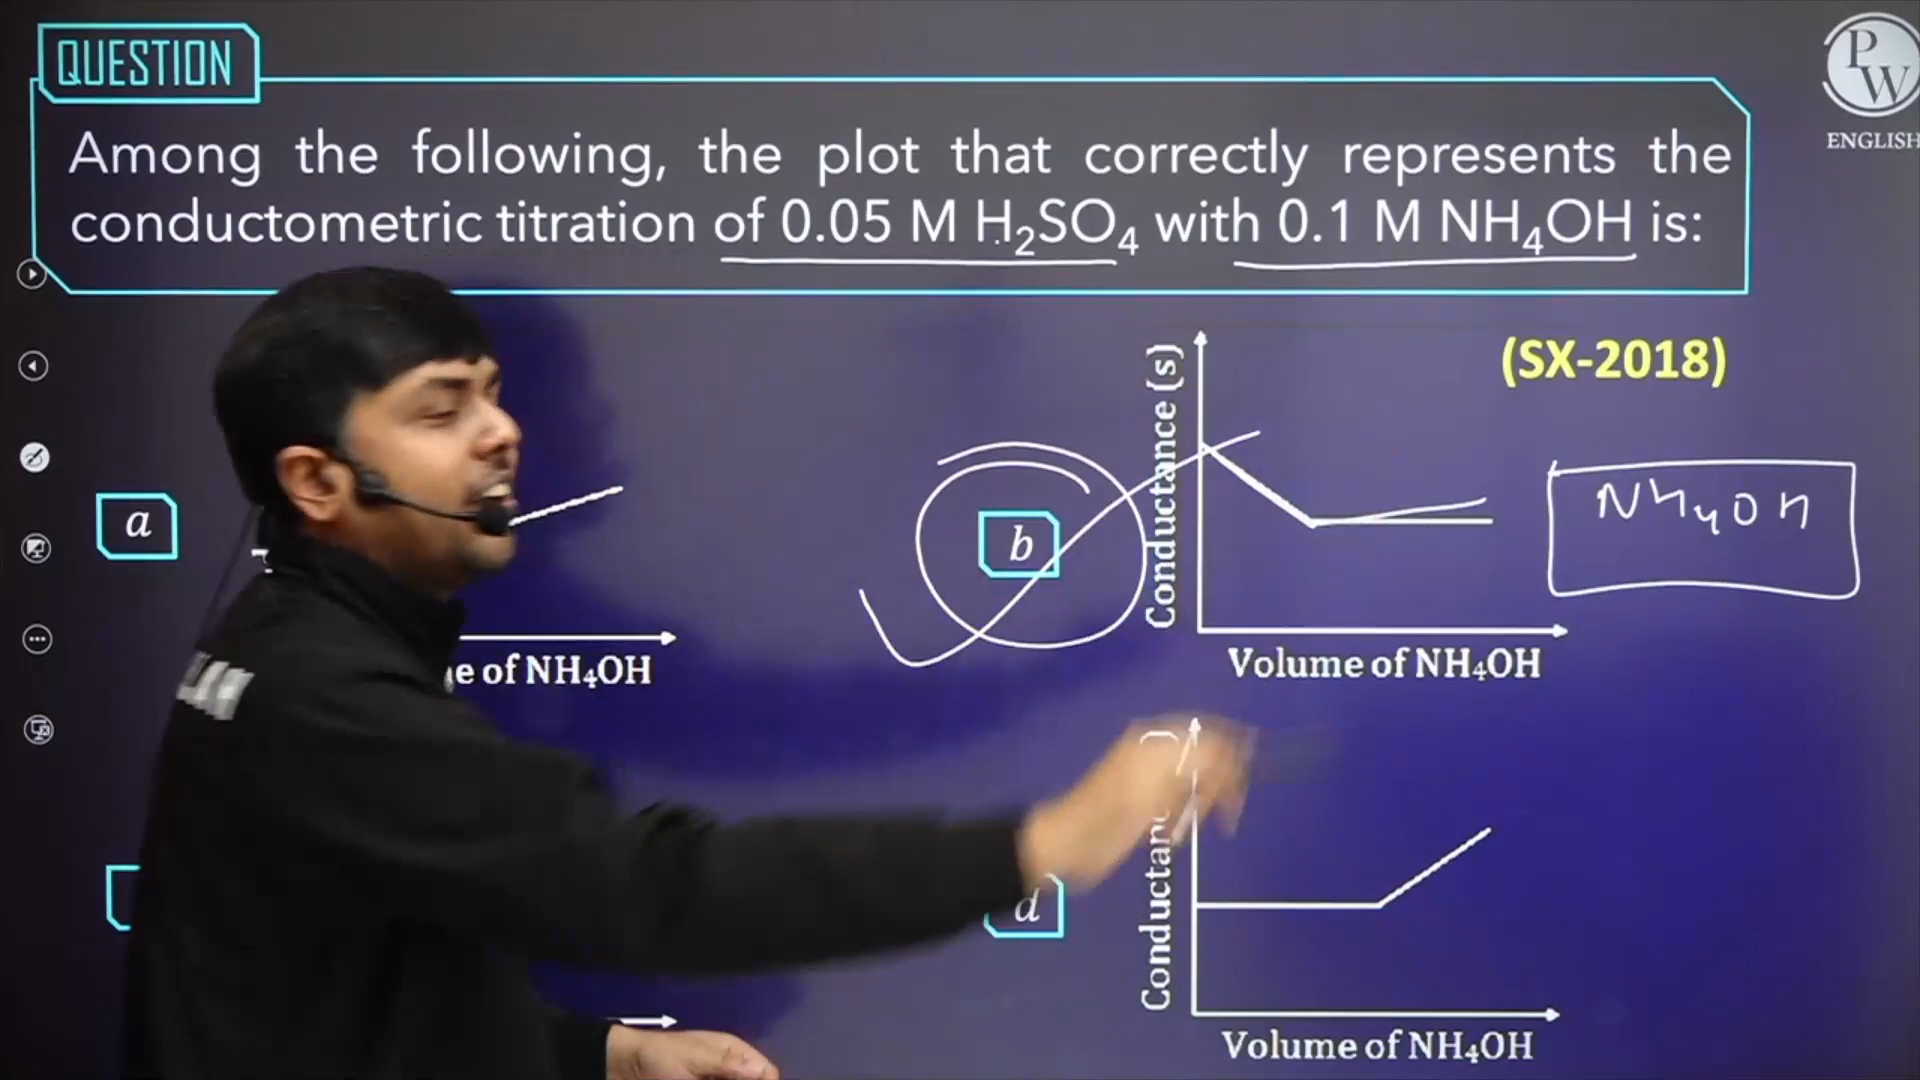 QUESTION
Among the following, the plot that correctly represents the
conductometric titration of 0.05 M H₂SO₄ with 0.1 M NH₄OH is:
P
W
ENGLISH
(SX-2018)
a
of NH₄OH
b
Conductance (s)
NH₄OH
Volume of NH₄OH
d
Volume of NH₄OH